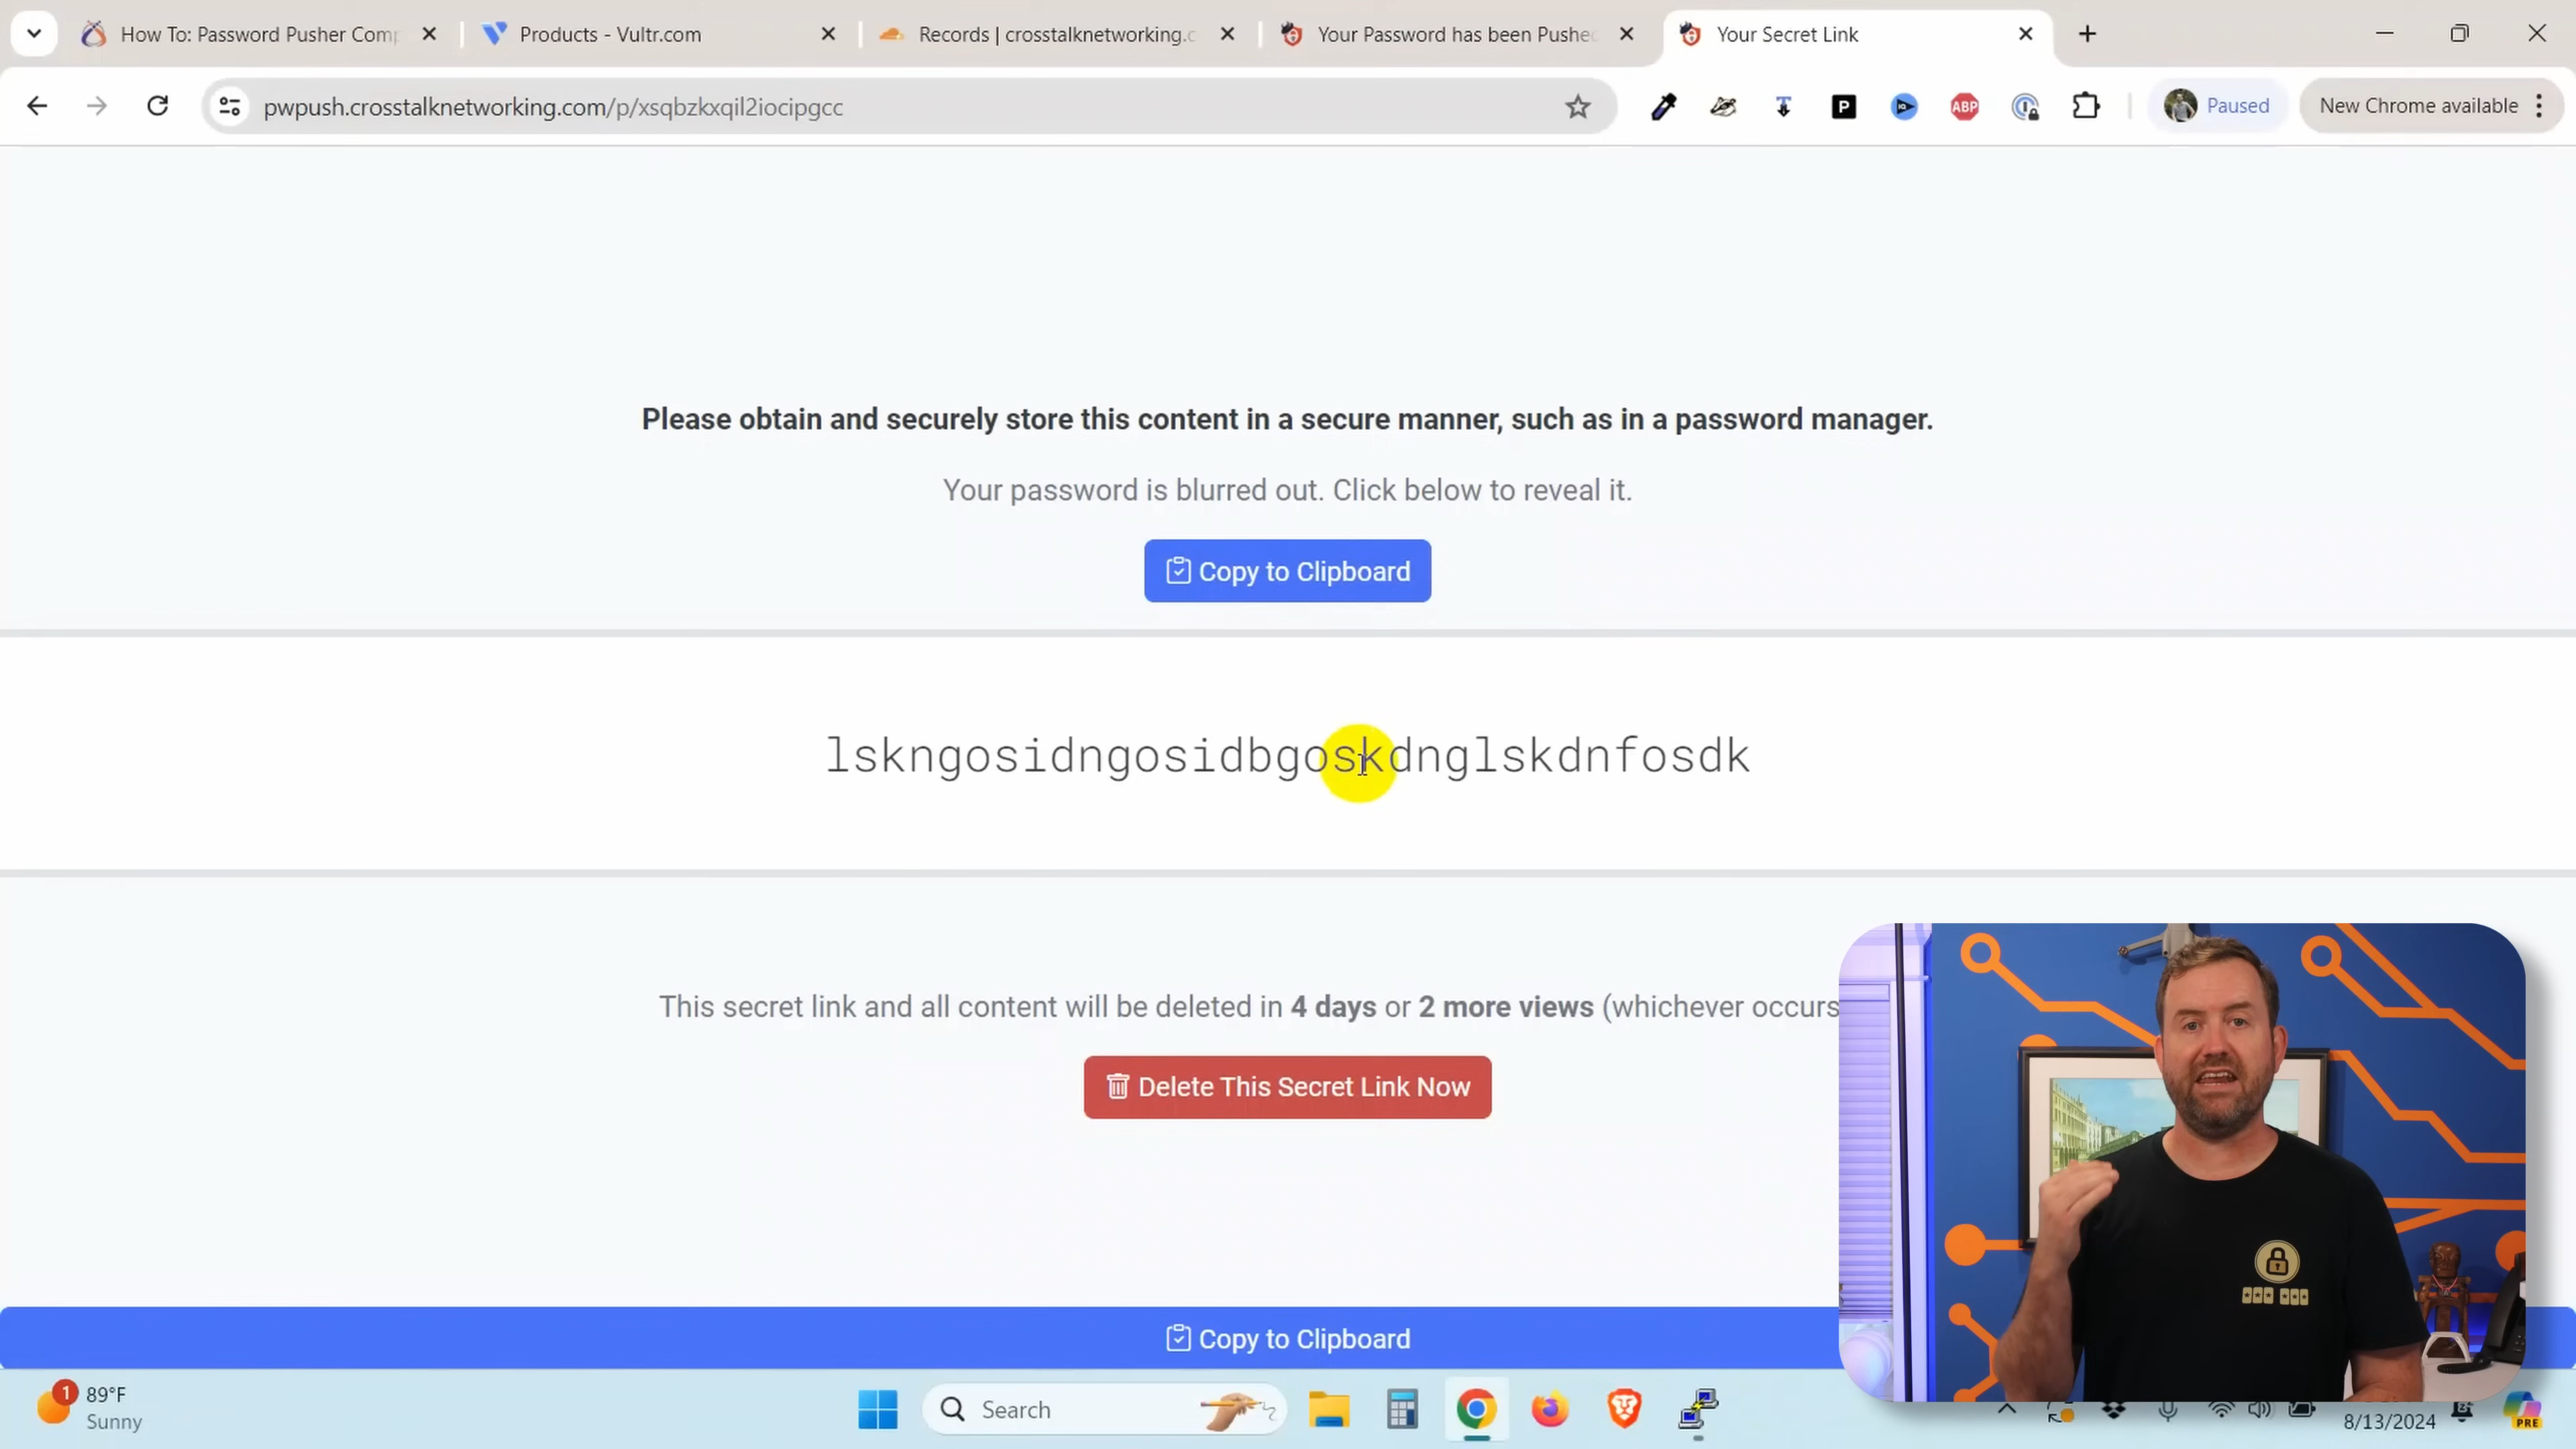 How To: Password Pusher Comp
Products - Vultr.com
Records | crosstalknetworking.c
Your Password has been Pushed
Your Secret Link
pwpush.crosstalknetworking.com/p/xsqbzkxqil2iocipgcc
P
ABP
Paused
New Chrome available
Please obtain and securely store this content in a secure manner, such as in a password manager.
Your password is blurred out. Click below to reveal it.
Copy to Clipboard
lskngosidngosidbgoskdnglskdnfosdk
This secret link and all content will be deleted in 4 days or 2 more views (whichever occurs
Delete This Secret Link Now
Copy to Clipboard
1
89°F
Sunny
Search
8/13/2024
PRE